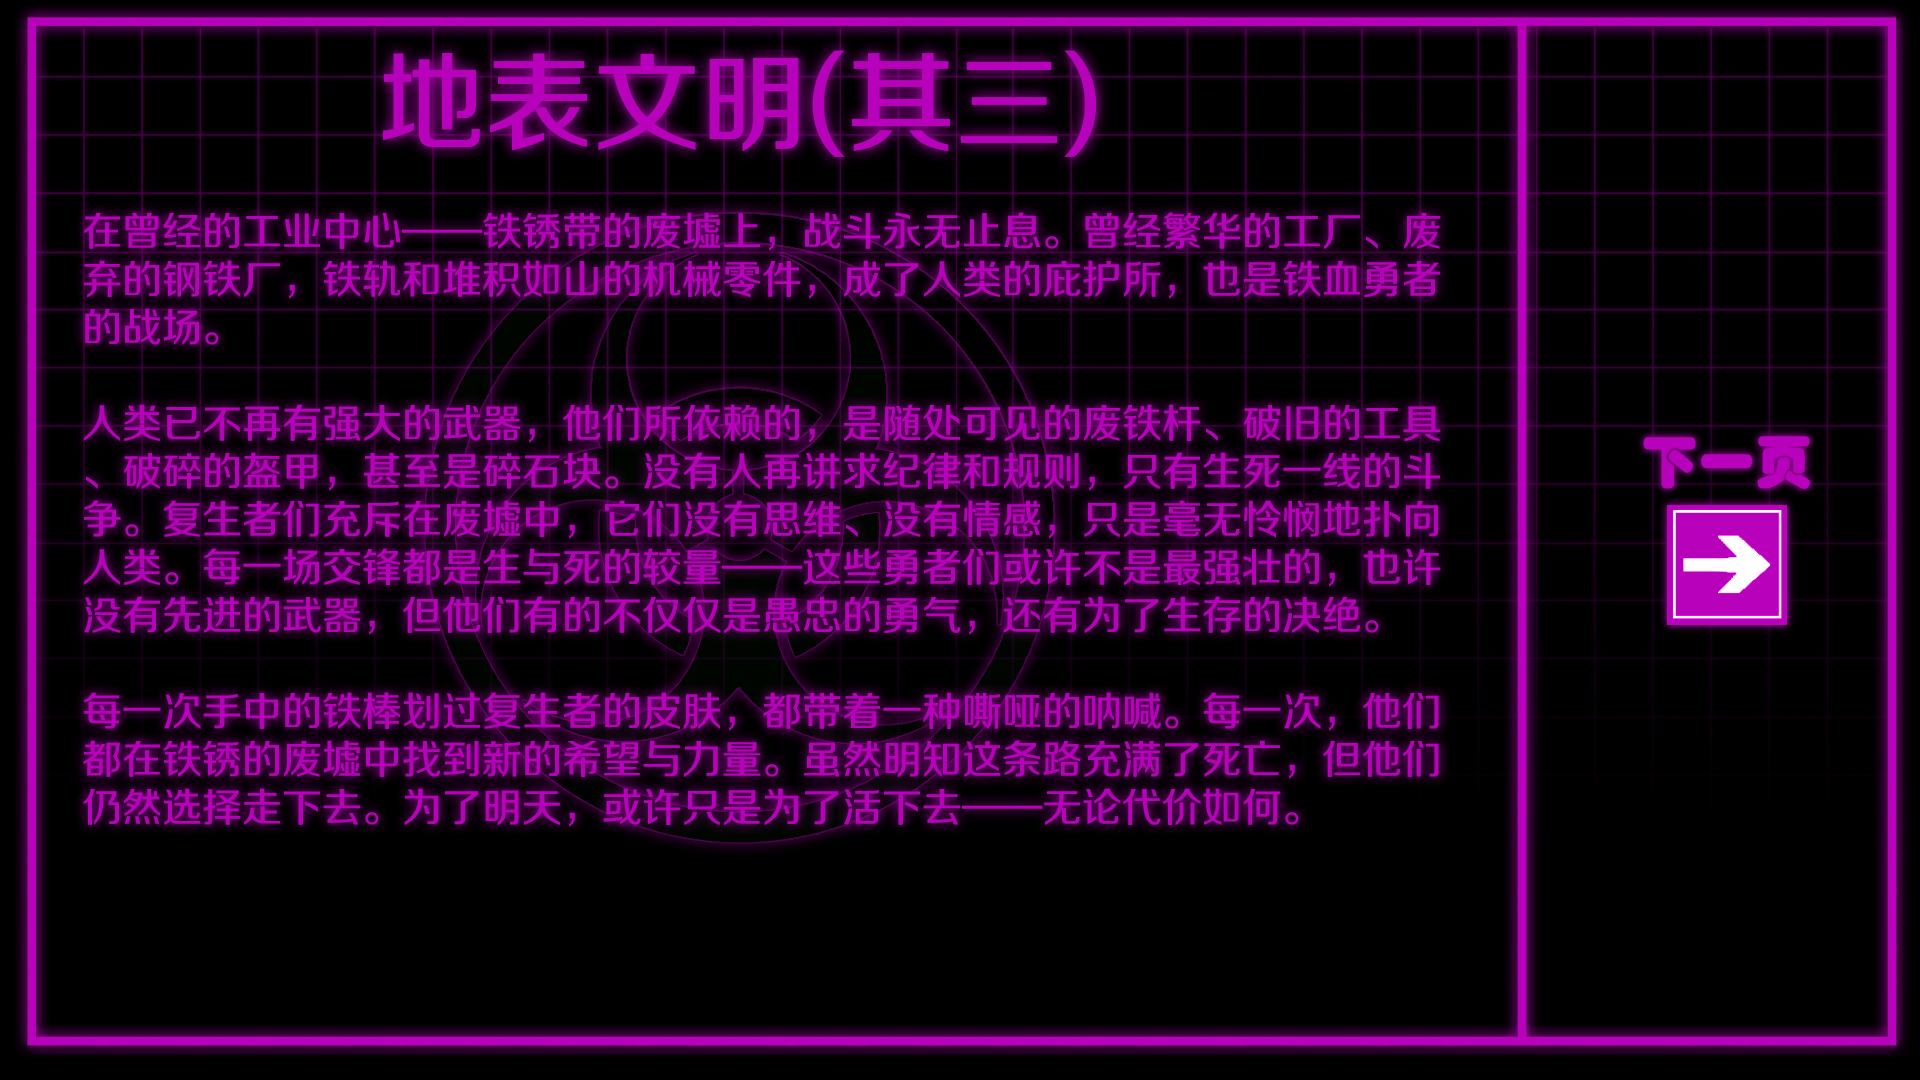 地表文明(其三)
在曾经的工业中心——铁锈带的废墟上，战斗永无止息。曾经繁华的工厂、废
弃的钢铁厂，铁轨和堆积如山的机械零件，成了人类的庇护所，也是铁血勇者
的战场。
人类已不再有强大的武器，他们所依赖的，是随处可见的废铁杆、破旧的工具
、破碎的盔甲，甚至是碎石块。没有人再讲求纪律和规则，只有生死一线的斗
争。复生者们充斥在废墟中，它们没有思维、没有情感，只是毫无怜悯地扑向
人类。每一场交锋都是生与死的较量——这些勇者们或许不是最强壮的，也许
没有先进的武器，但他们有的不仅仅是愚忠的勇气，还有为了生存的决绝。
每一次手中的铁棒划过复生者的皮肤，都带着一种嘶哑的呐喊。每一次，他们
都在铁锈的废墟中找到新的希望与力量。虽然明知这条路充满了死亡，但他们
仍然选择走下去。为了明天，或许只是为了活下去——无论代价如何。
下一页